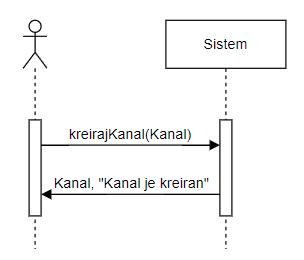 Sistem
kreirajKanal(Kanal)
Kanal, "Kanal je kreiran"